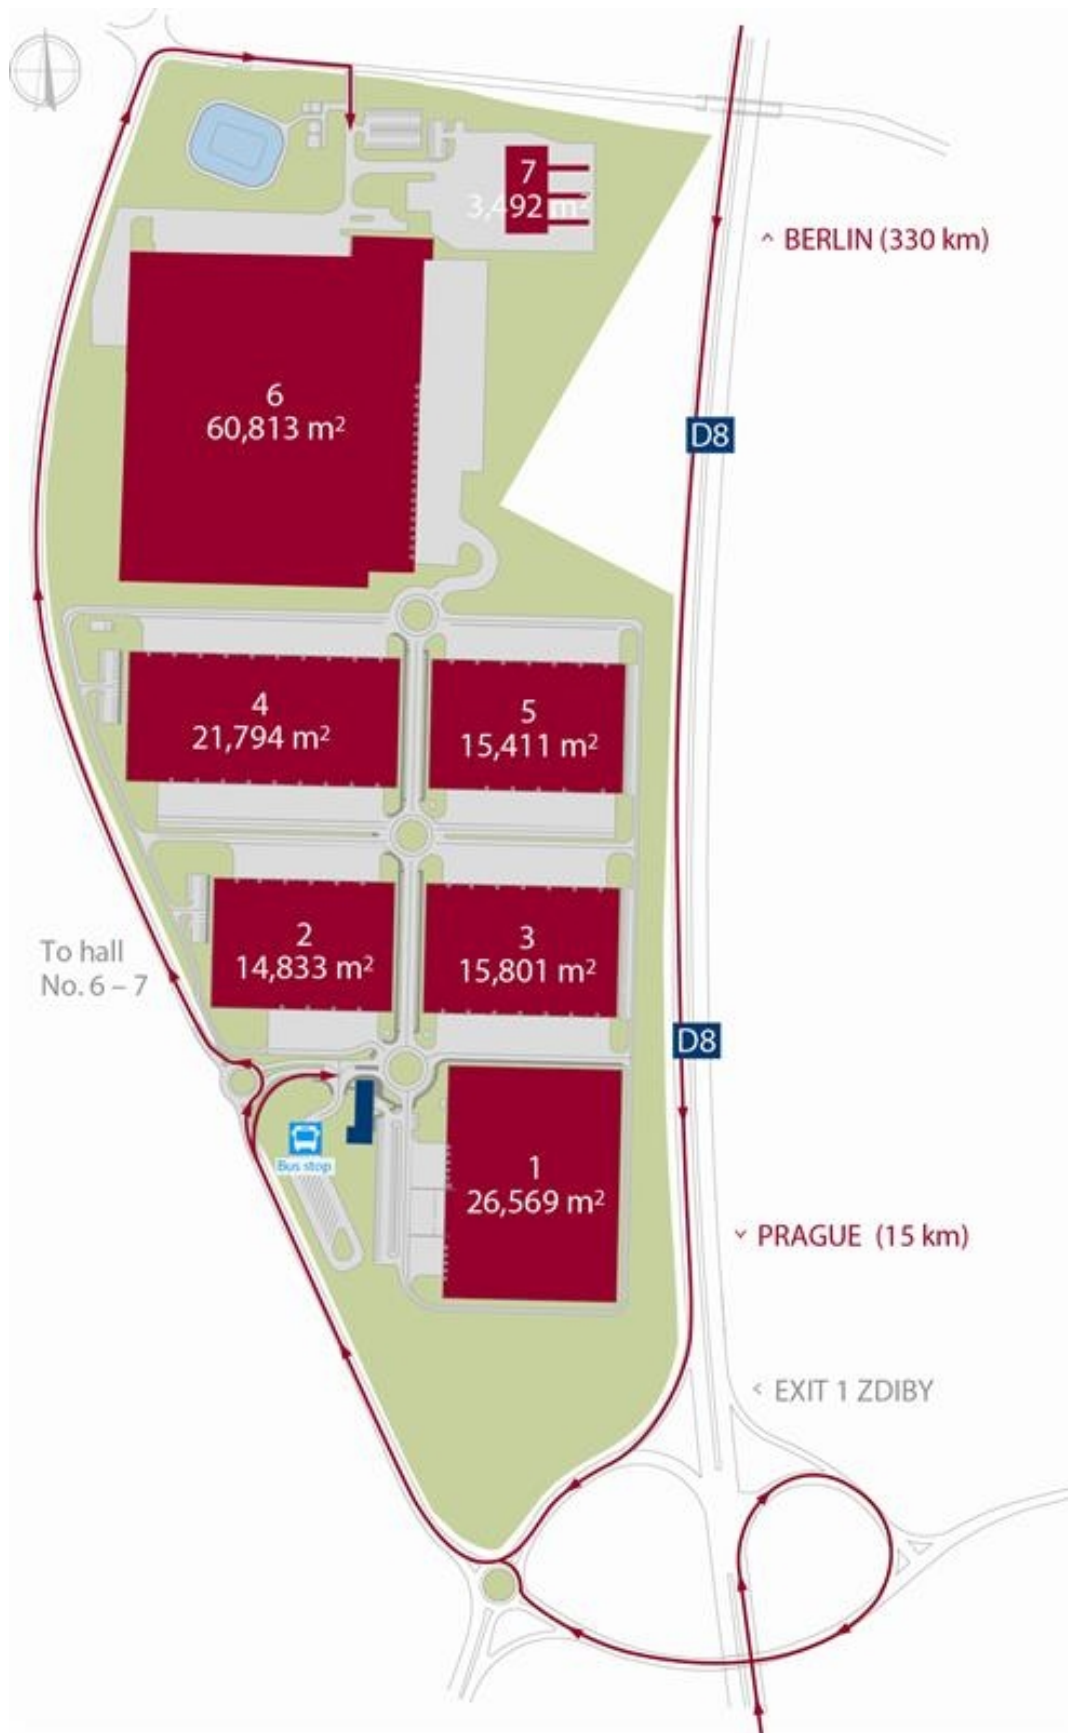 7
3,492 m²
^ BERLIN (330 km)
6
60,813 m²
D8
4
21,794 m²
5
15,411 m²
2
14,833 m²
3
15,801 m²
To hall
No. 6 – 7
D8
Bus stop
1
26,569 m²
˅ PRAGUE (15 km)
< EXIT 1 ZDIBY